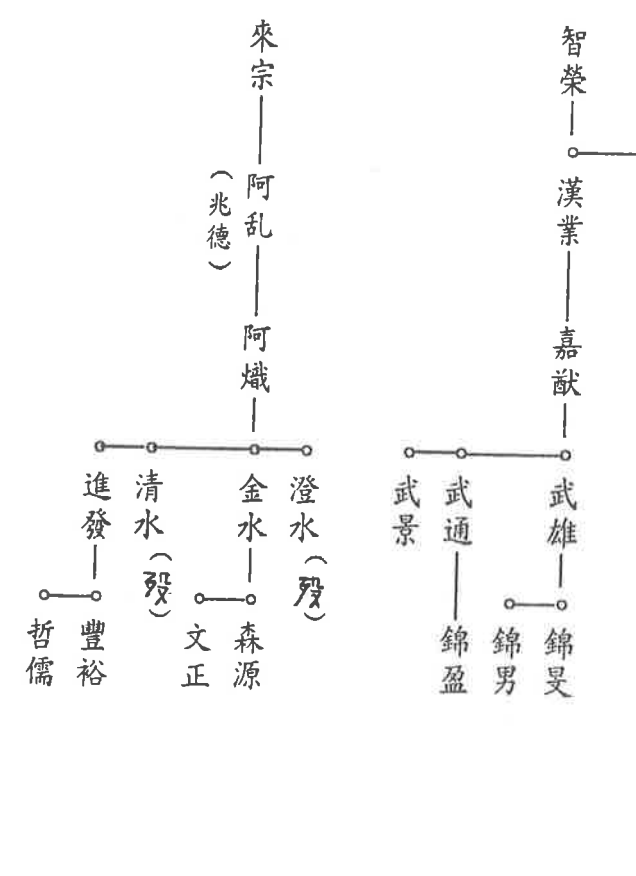 智榮
漢業
嘉猷
武雄
武通
武景
錦旻
錦男
錦盈
來宗
阿乱
（兆德）
阿熾
澄水（歿）
金水
清水（歿）
進發
森源
文正
豐裕
哲儒